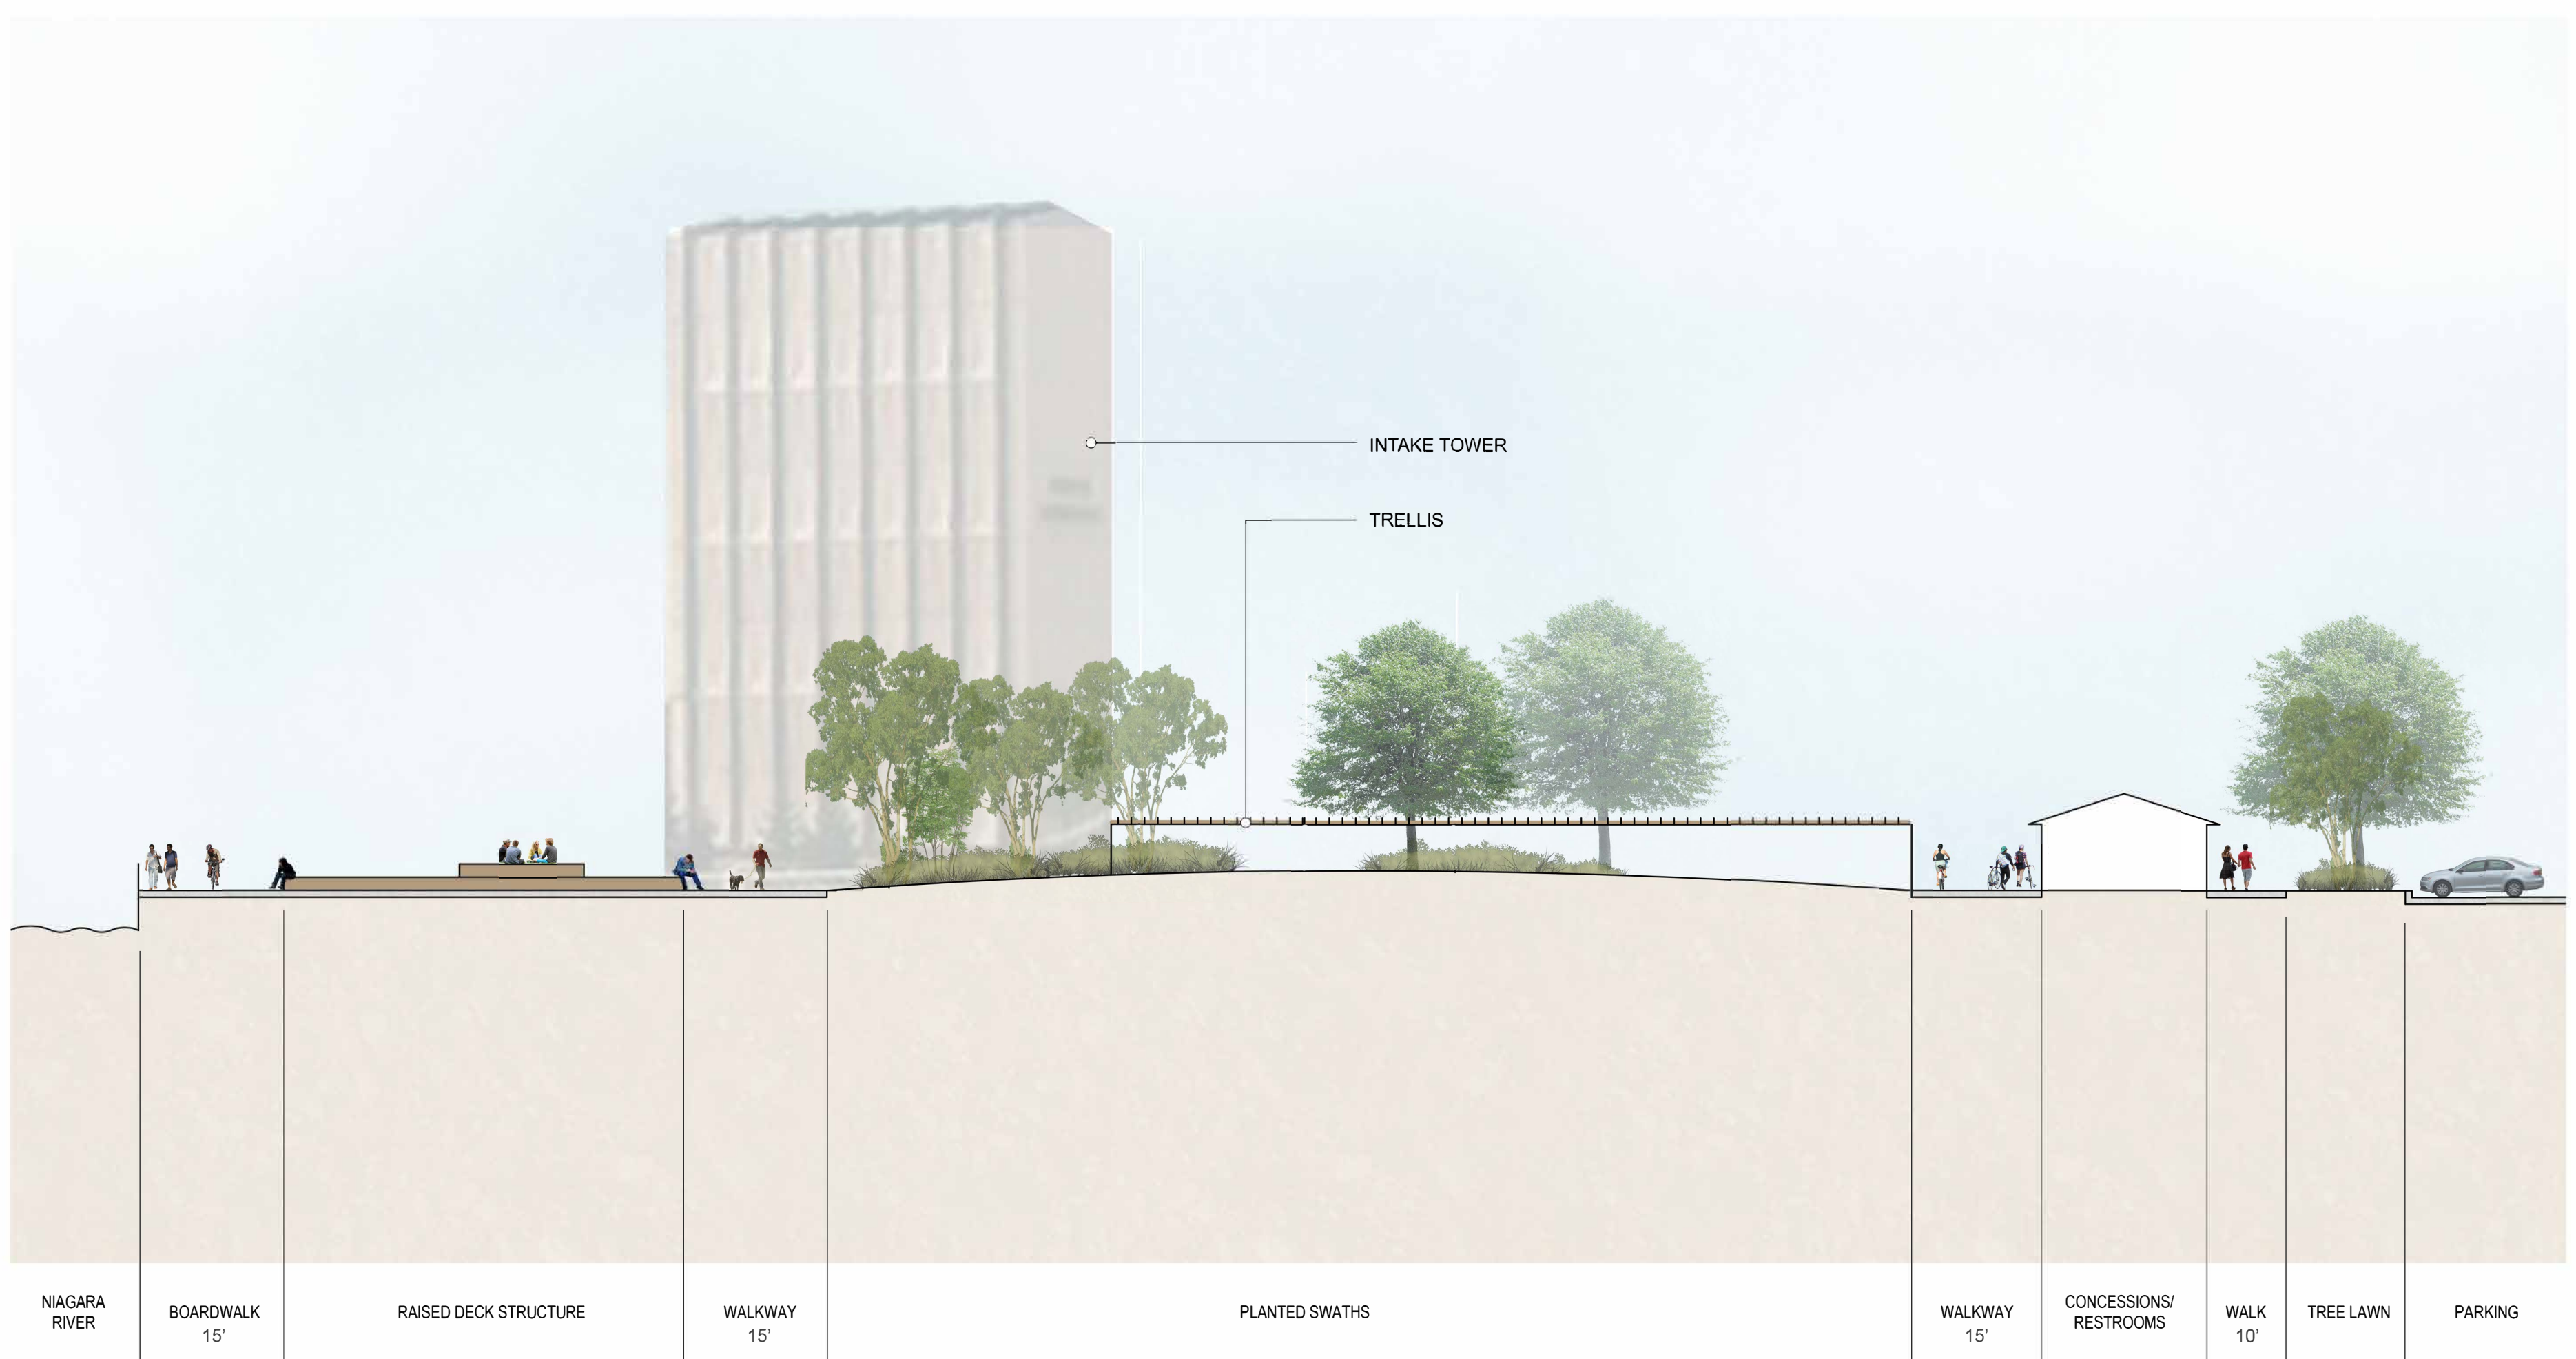 INTAKE TOWER
TRELLIS
NIAGARA
RIVER
BOARDWALK
15'
RAISED DECK STRUCTURE
WALKWAY
15'
PLANTED SWATHS
WALKWAY
15'
CONCESSIONS/
RESTROOMS
WALK
10'
TREE LAWN
PARKING